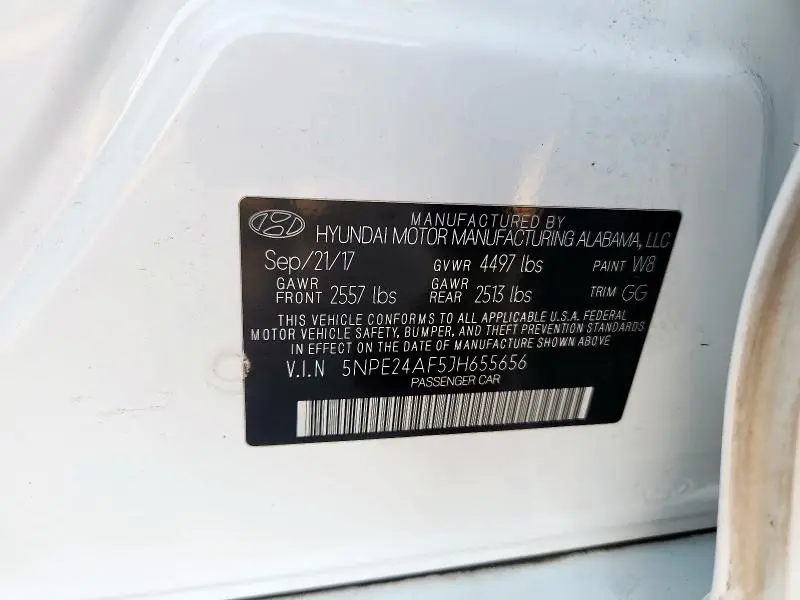 MANUFACTURED BY
HYUNDAI MOTOR MANUFACTURING ALABAMA, LLC
Sep/21/17 GVWR 4497 lbs PAINT W8
GAWR FRONT 2557 lbs GAWR REAR 2513 lbs TRIM GG
THIS VEHICLE CONFORMS TO ALL APPLICABLE U.S.A. FEDERAL
MOTOR VEHICLE SAFETY, BUMPER, AND THEFT PREVENTION STANDARDS
IN EFFECT ON THE DATE OF MANUFACTURE SHOWN ABOVE.
V.I.N 5NPE24AF5JH655656
PASSENGER CAR